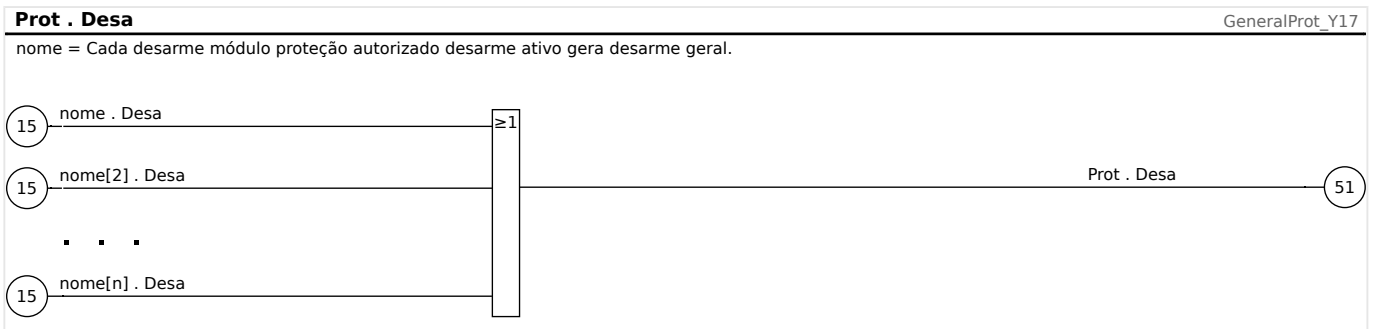 Prot . Desa
GeneralProt_Y17
nome = Cada desarme módulo proteção autorizado desarme ativo gera desarme geral.
nome . Desa
15
≥1
nome[2] . Desa
15
Prot . Desa
51
. . .
nome[n] . Desa
15